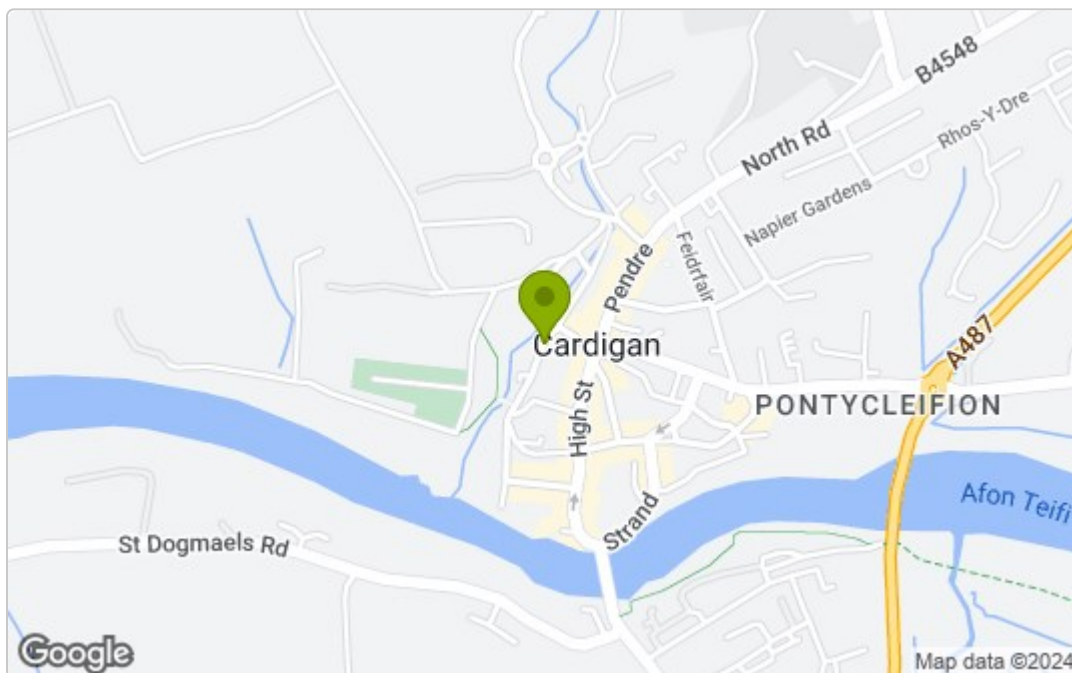 B4548
North Rd
Rhos-Y-Dre
Napier Gardens
Feidrfair
Pendre
A487
Cardigan
PONTYCLEIFION
High St
Strand
Afon Teifi
St Dogmaels Rd
Google
Map data ©2024